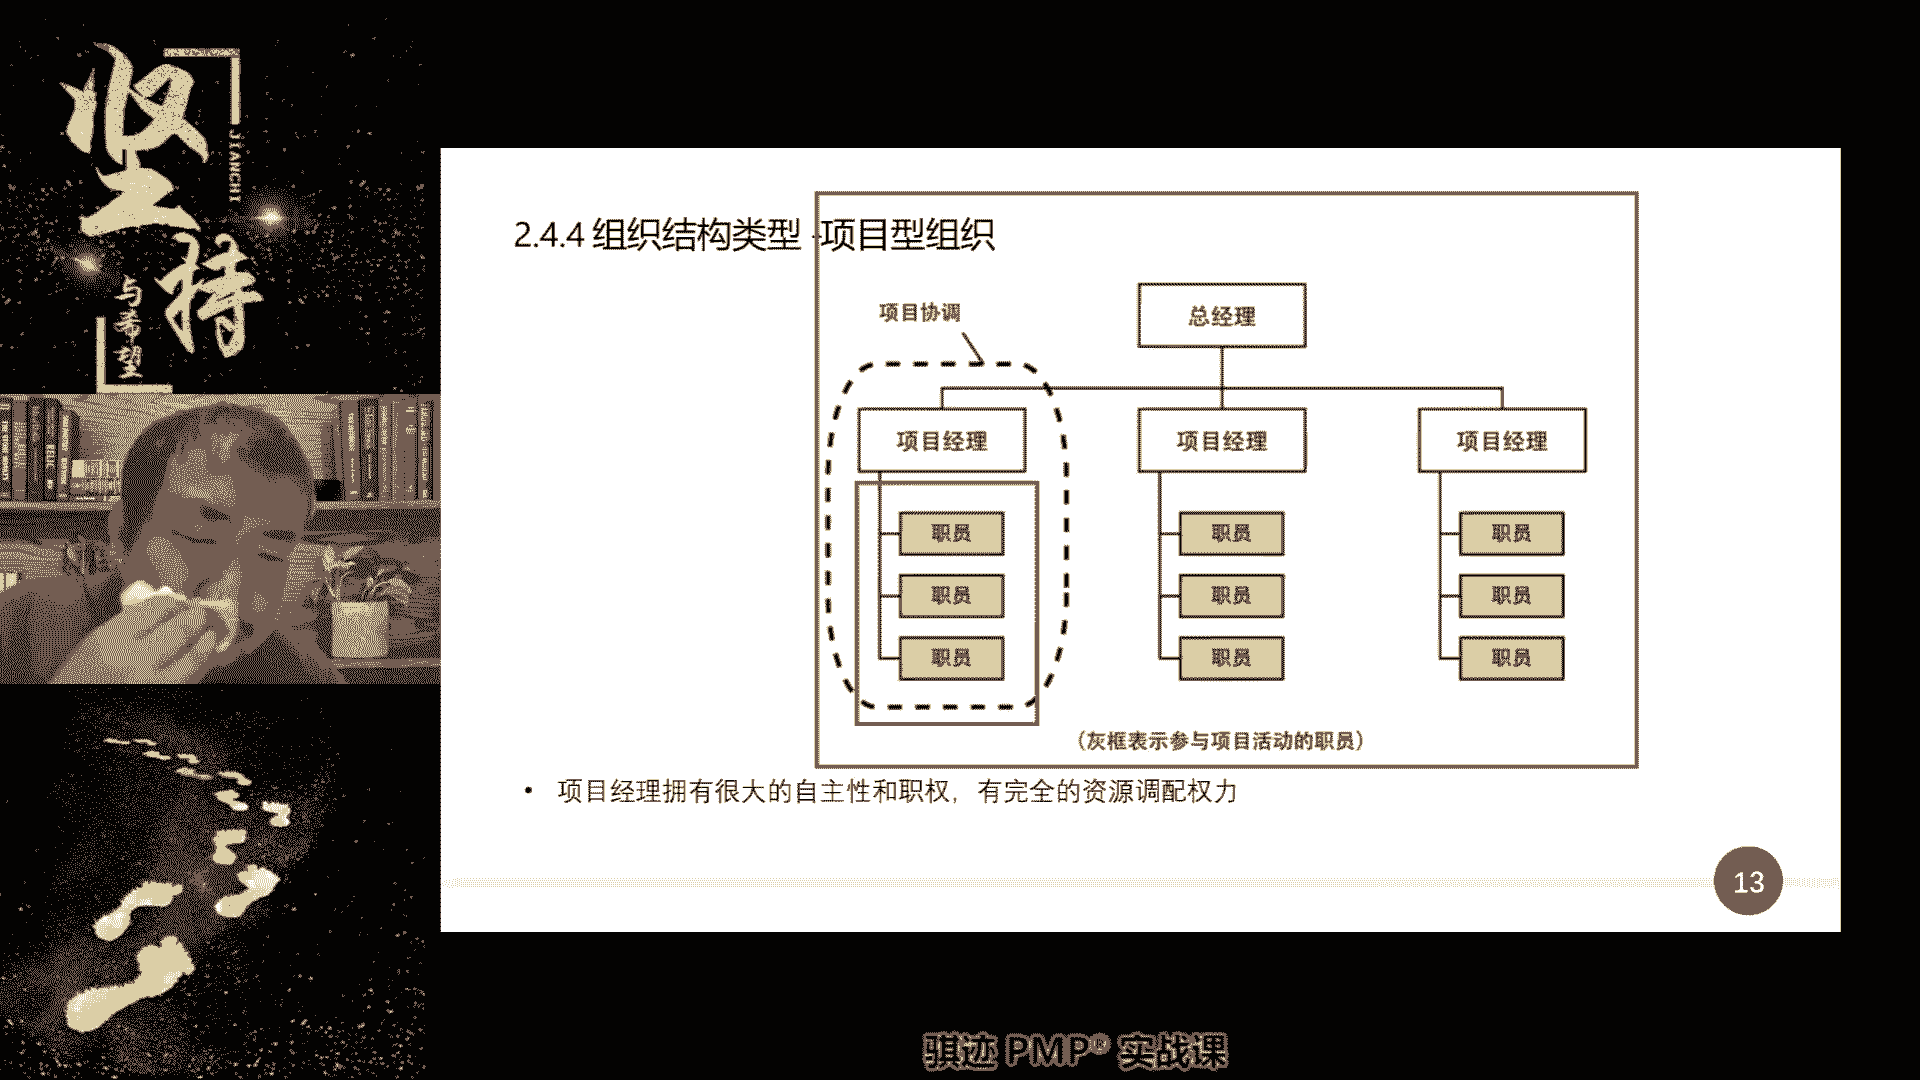 坚
持
JIANCHI
与希望
2.4.4 组织结构类型 -项目型组织
项目协调
总经理
项目经理 项目经理 项目经理
职员 职员 职员
职员 职员 职员
职员 职员 职员
（灰框表示参与项目活动的职员）
• 项目经理拥有很大的自主性和职权，有完全的资源调配权力
13
骐迹 PMP® 实战课